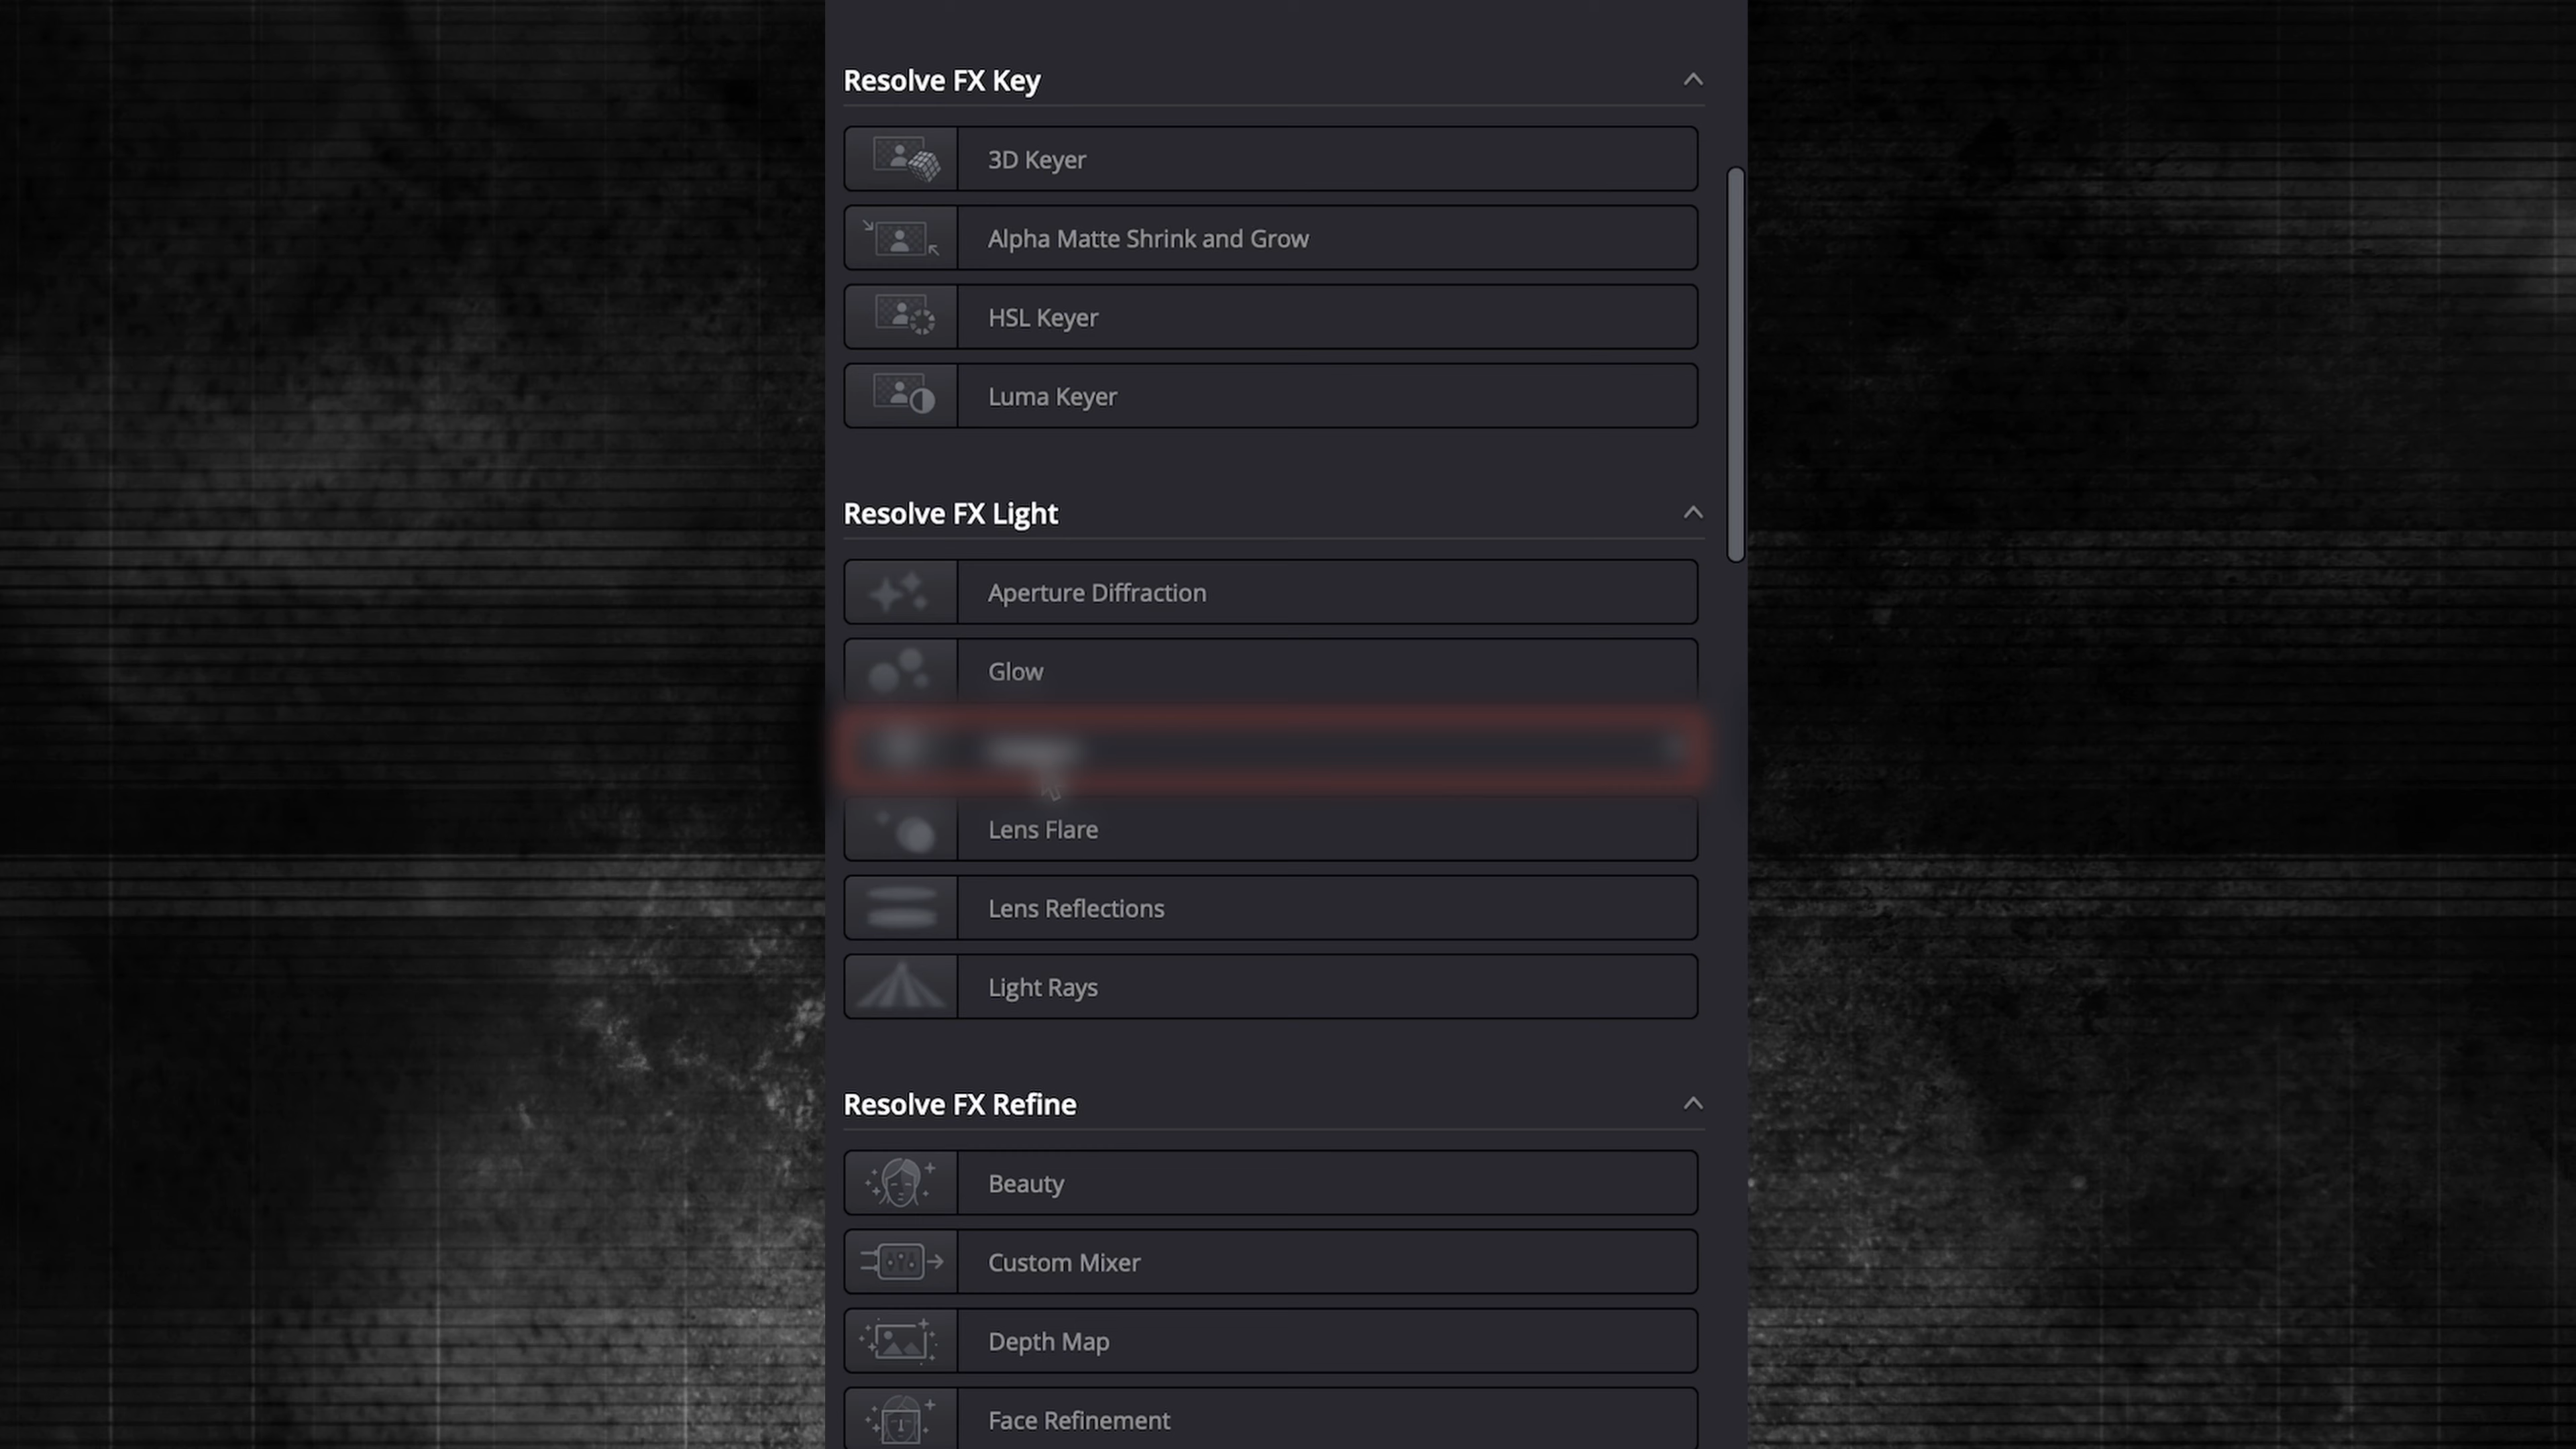 Resolve FX Key
3D Keyer
Alpha Matte Shrink and Grow
HSL Keyer
Luma Keyer
Resolve FX Light
Aperture Diffraction
Glow
Lens Flare
Lens Reflections
Light Rays
Resolve FX Refine
Beauty
Custom Mixer
Depth Map
Face Refinement